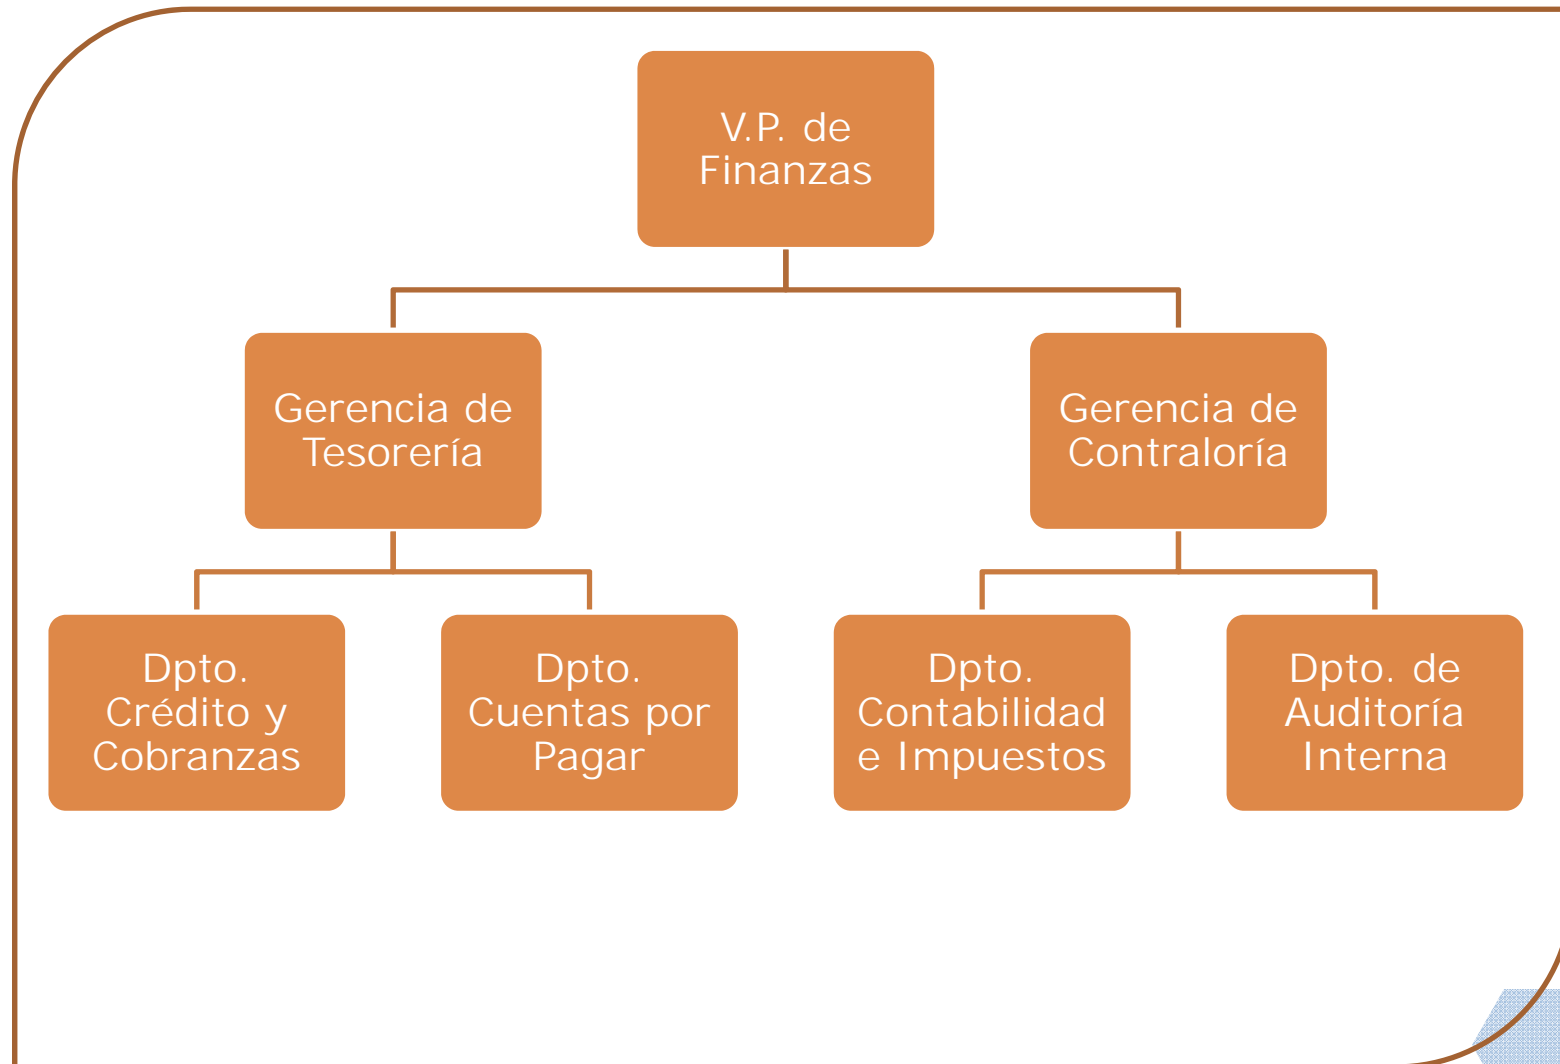 V.P. de
Finanzas
Gerencia de
Tesorería
Gerencia de
Contraloría
Dpto.
Crédito y
Cobranzas
Dpto.
Cuentas por
Pagar
Dpto.
Contabilidad
e Impuestos
Dpto. de
Auditoría
Interna